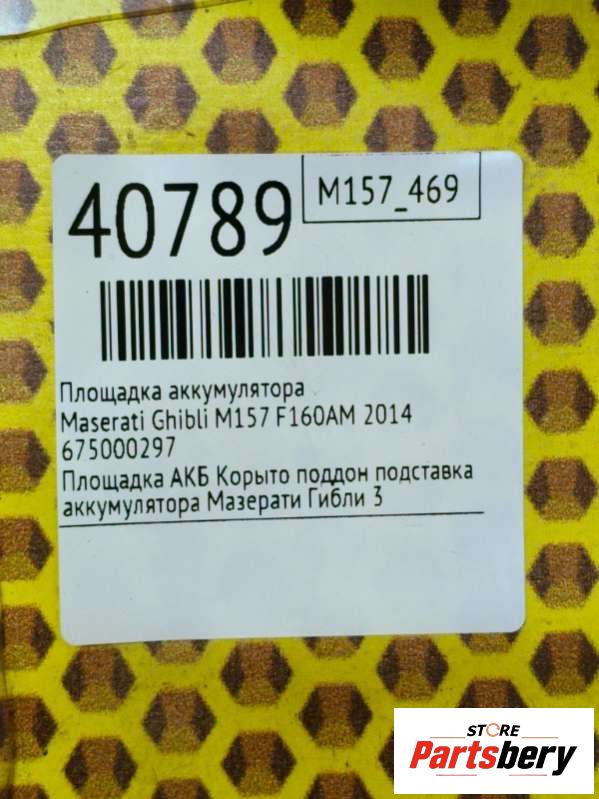 40789
M157_469
Площадка аккумулятора
Maserati Ghibli M157 F160AM 2014
675000297
Площадка АКБ Корыто поддон подставка
аккумулятора Мазерати Гибли 3
STORE
Partsbery